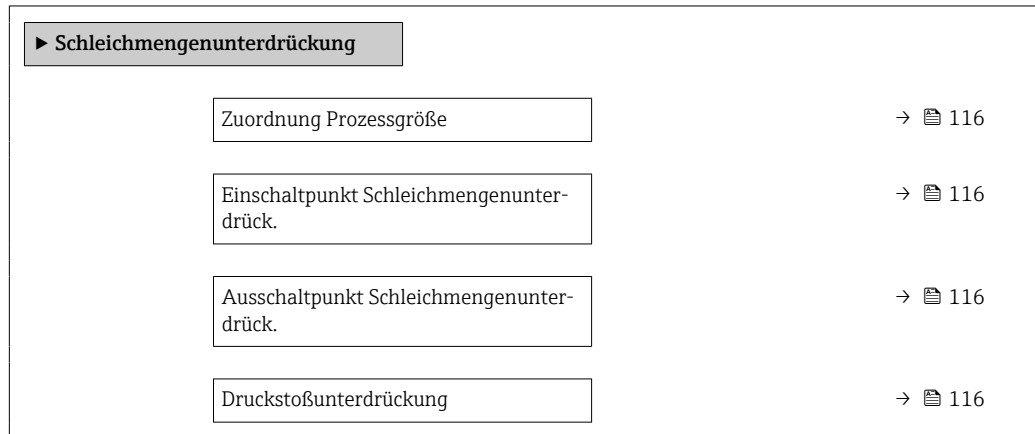 ▶ Schleichmengenunterdrückung
Zuordnung Prozessgröße → 116
Einschaltpunkt Schleichmengenunter-
drück. → 116
Ausschaltpunkt Schleichmengenunter-
drück. → 116
Druckstoßunterdrückung → 116